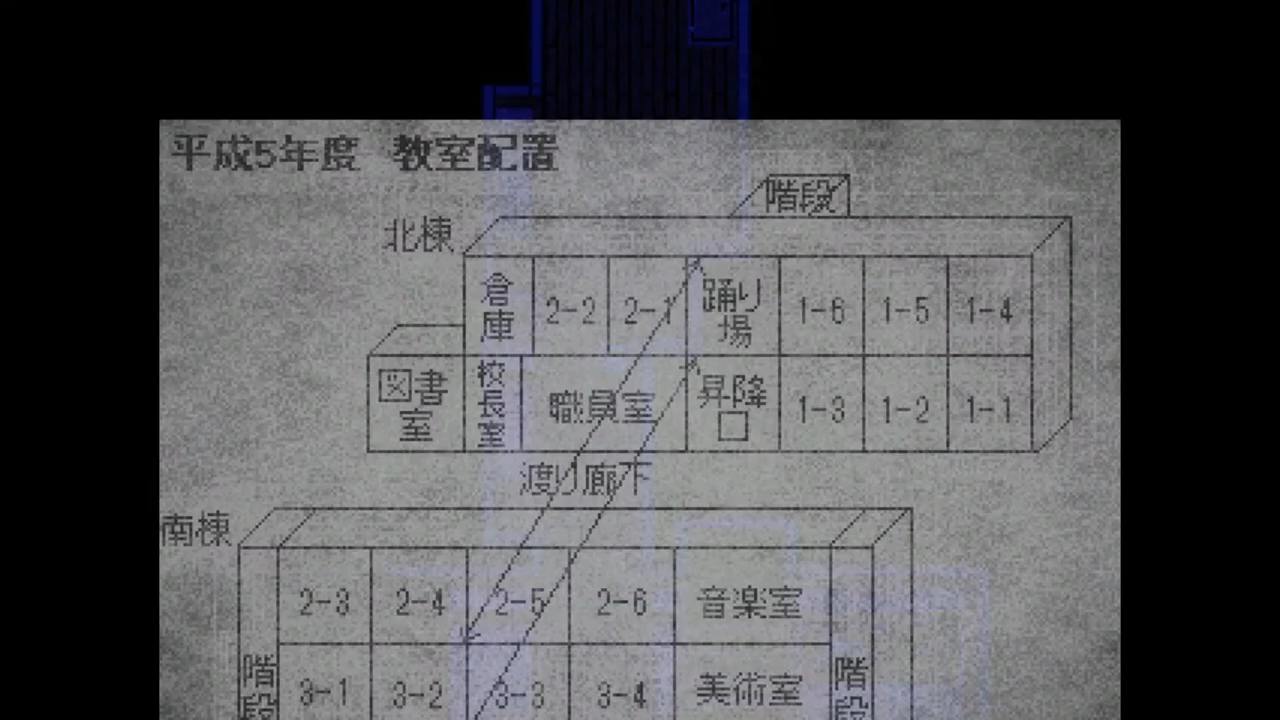 平成5年度 教室配置
階段
北棟
倉庫 2-2 2-1 踊り場 1-6 1-5 1-4
図書室 校長室 職員室 昇降口 1-3 1-2 1-1
渡り廊下
南棟
2-3 2-4 2-5 2-6 音楽室
階段 3-1 3-2 3-3 3-4 美術室 階段